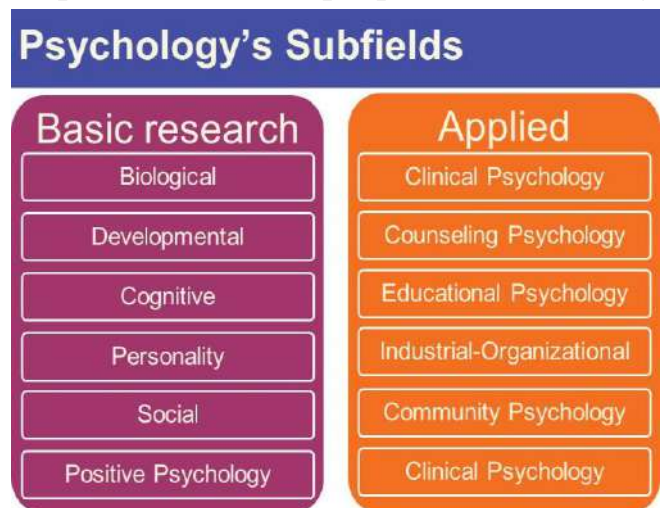 Psychology's Subfields
Basic research
Biological
Developmental
Cognitive
Personality
Social
Positive Psychology
Applied
Clinical Psychology
Counseling Psychology
Educational Psychology
Industrial-Organizational
Community Psychology
Clinical Psychology